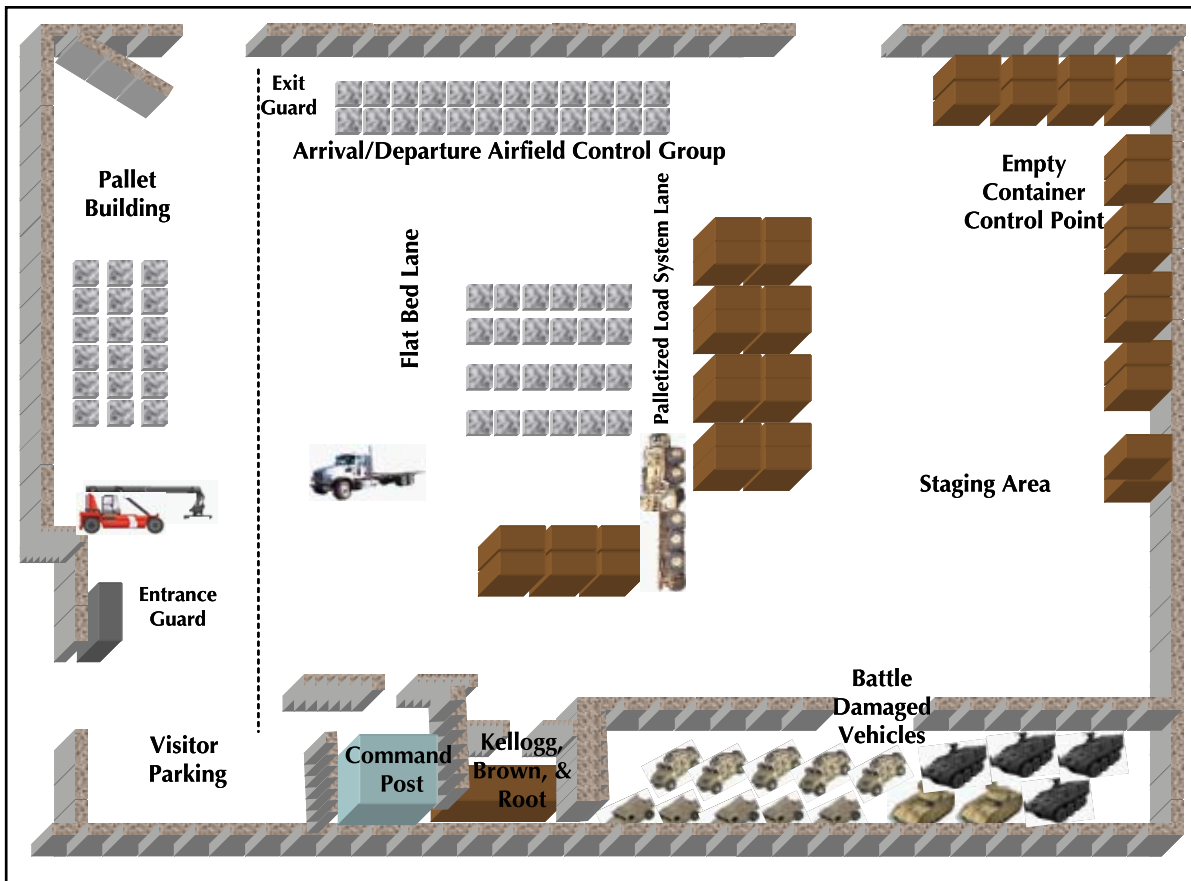 Exit
Guard
Arrival/Departure Airfield Control Group
Pallet
Building
Empty
Container
Control Point
Flat Bed Lane
Palletized Load System Lane
Staging Area
Entrance
Guard
Visitor
Parking
Command
Post
Kellogg,
Brown, &
Root
Battle
Damaged
Vehicles